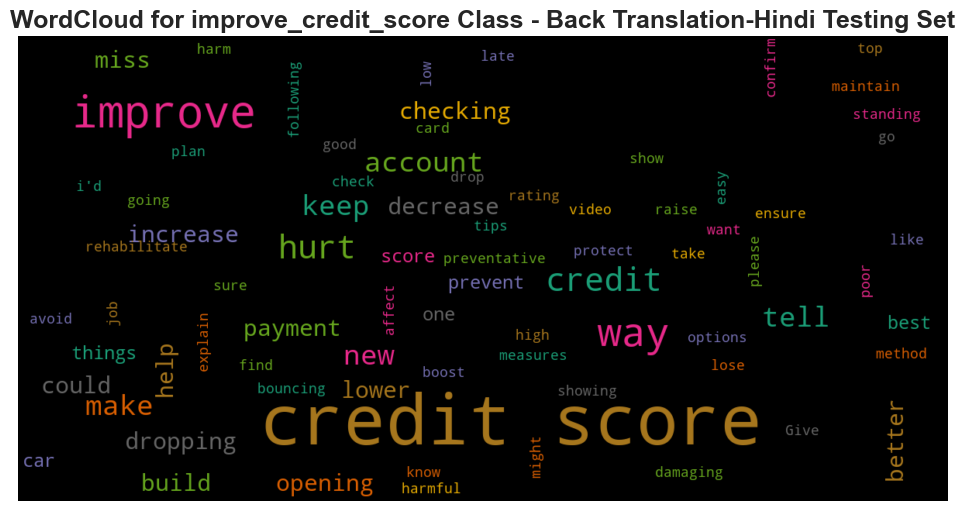 WordCloud for improve_credit_score Class - Back Translation-Hindi Testing Set
harm
top
late
miss
low
confirm
following
maintain
improve
checking
standing
card
go
good
plan
account
show
drop
check
easy
i'd
rating
going
keep
decrease
video
raise
ensure
tips
want
increase
like
rehabilitate
hurt
score
preventative
protect
take
please
prevent
credit
poor
sure
affect
job
one
tell
avoid
explain
payment
high
way
options
best
things
new
measures
method
find
help
boost
lose
could
bouncing
lower
showing
make
credit score
better
dropping
Give
car
might
know
damaging
build
opening
harmful